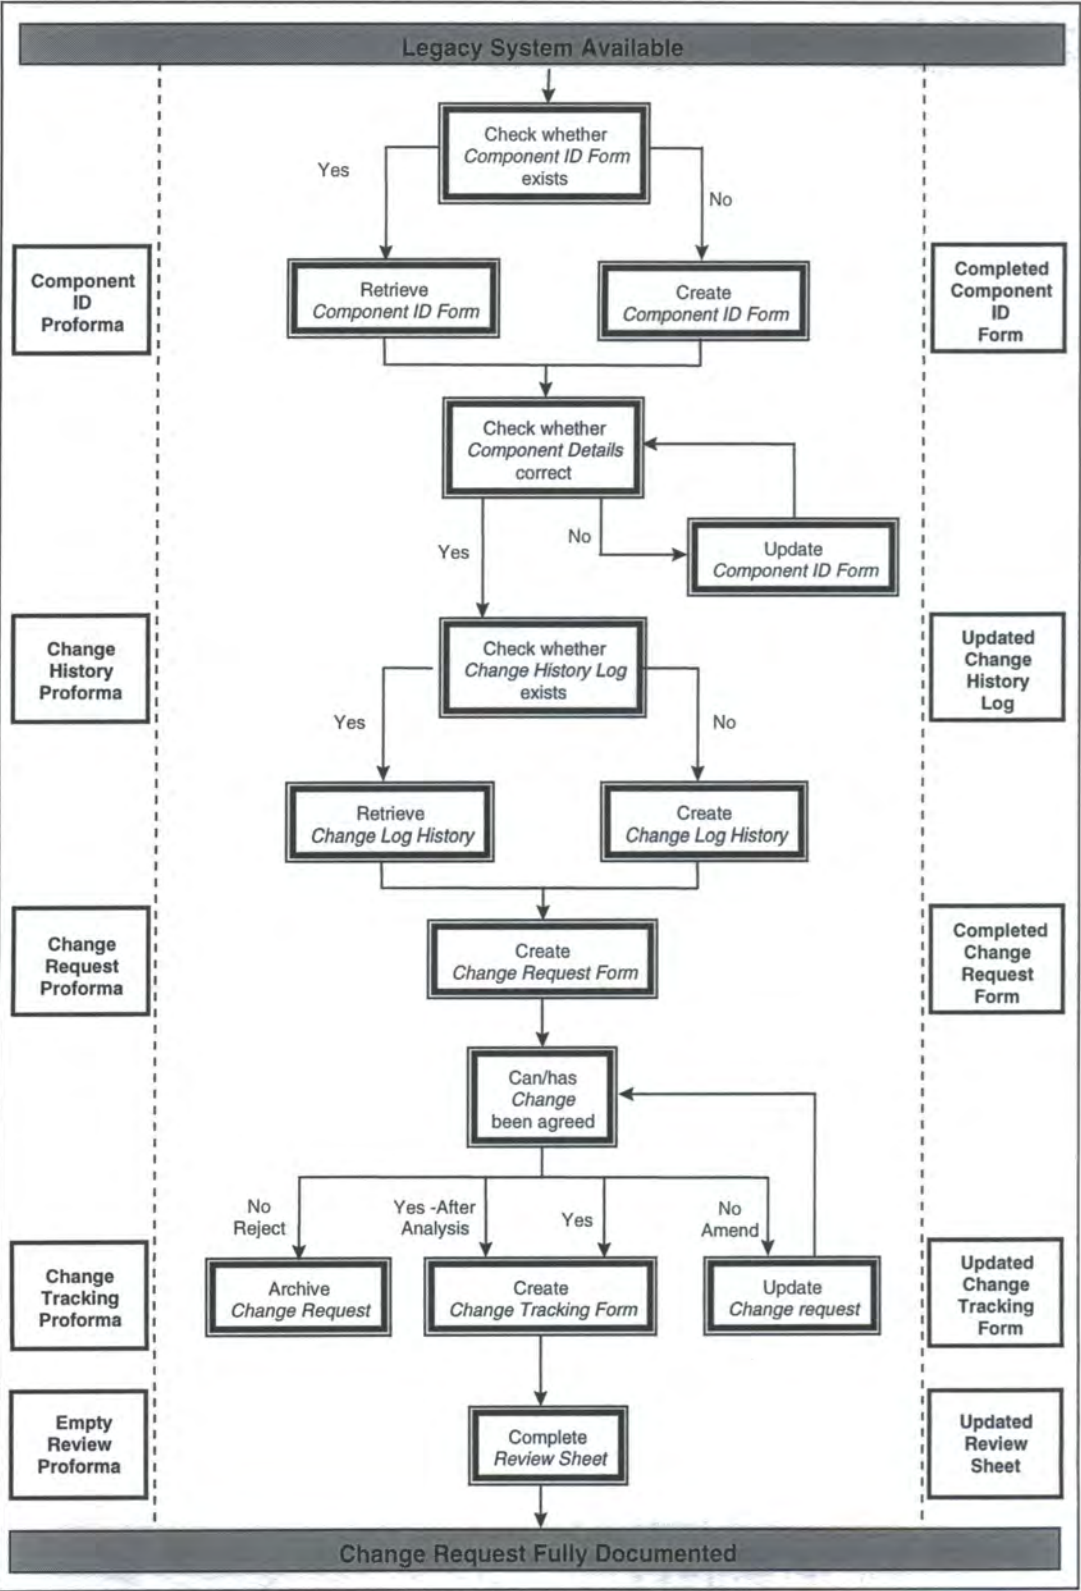 Legacy System Available
Check whether
Component ID Form
exists
Yes
No
Component
ID
Proforma
Retrieve
Component ID Form
Create
Component ID Form
Completed
Component
ID
Form
Check whether
Component Details
correct
Yes
No
Update
Component ID Form
Change
History
Proforma
Check whether
Change History Log
exists
Updated
Change
History
Log
Yes
No
Retrieve
Change Log History
Create
Change Log History
Change
Request
Proforma
Create
Change Request Form
Completed
Change
Request
Form
Can/has
Change
been agreed
No
Reject
Yes -After
Analysis
Yes
No
Amend
Change
Tracking
Proforma
Archive
Change Request
Create
Change Tracking Form
Update
Change request
Updated
Change
Tracking
Form
Empty
Review
Proforma
Complete
Review Sheet
Updated
Review
Sheet
Change Request Fully Documented